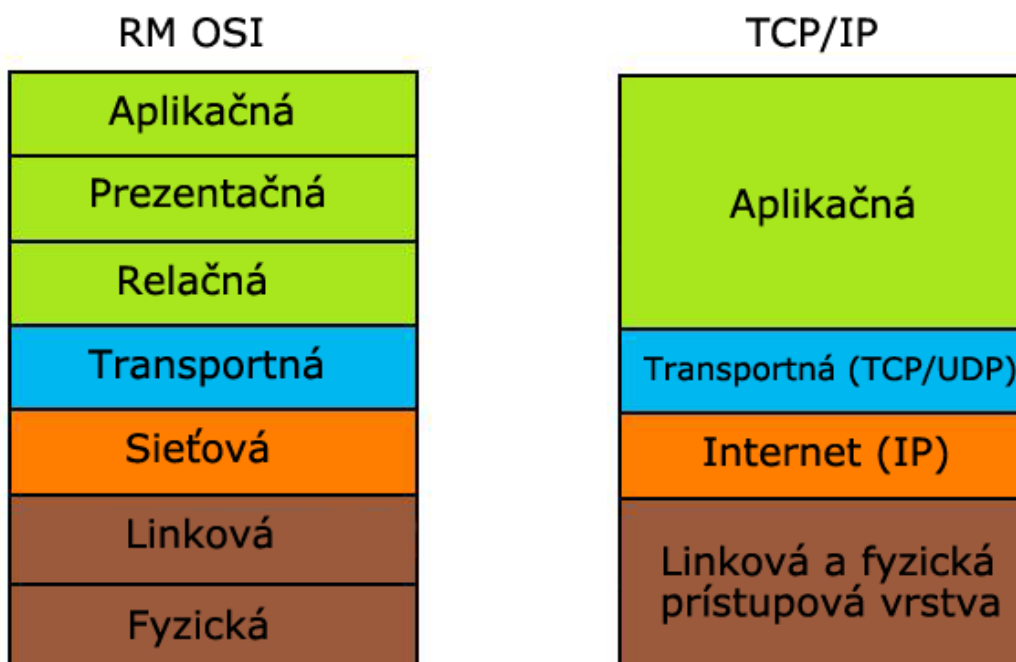 RM OSI
Aplikačná
Prezentačná
Relačná
Transportná
Sieťová
Linková
Fyzická
TCP/IP
Aplikačná
Transportná (TCP/UDP)
Internet (IP)
Linková a fyzická
prístupová vrstva